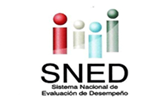 SNED
Sistema Nacional de
Evaluación de Desempeño